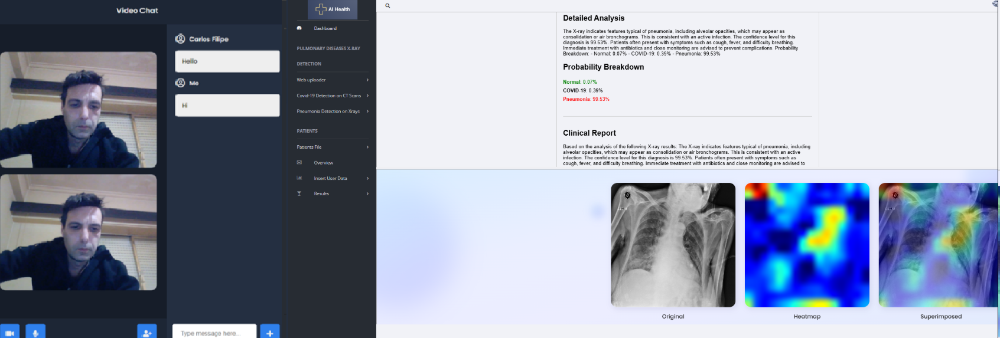 Video Chat
Carlos Filipe
Hello
Me
Hi
Type message here...
AI Health
Dashboard
PULMONARY DISEASES X-RAY
DETECTION
Web uploader
Covid-19 Detection on CT Scans
Pneumonia Detection on Xrays
PATIENTS
Patients File
Overview
Insert User Data
Results
Detailed Analysis
The X-ray indicates features typical of pneumonia, including alveolar opacities, which may appear as
consolidation or air bronchograms. This is consistent with an active infection. The confidence level for this
diagnosis is 99.53%. Patients often present with symptoms such as cough, fever, and difficulty breathing.
Immediate treatment with antibiotics and close monitoring are advised to prevent complications. Probability
Breakdown: - Normal: 0.07% - COVID-19: 0.39% - Pneumonia: 99.53%
Probability Breakdown
Normal: 0.07%
COVID-19: 0.39%
Pneumonia: 99.53%
Clinical Report
Based on the analysis of the following X-ray results: The X-ray indicates features typical of pneumonia, including
alveolar opacities, which may appear as consolidation or air bronchograms. This is consistent with an active
infection. The confidence level for this diagnosis is 99.53%. Patients often present with symptoms such as
cough, fever, and difficulty breathing. Immediate treatment with antibiotics and close monitoring are advised to
Original
Heatmap
Superimposed